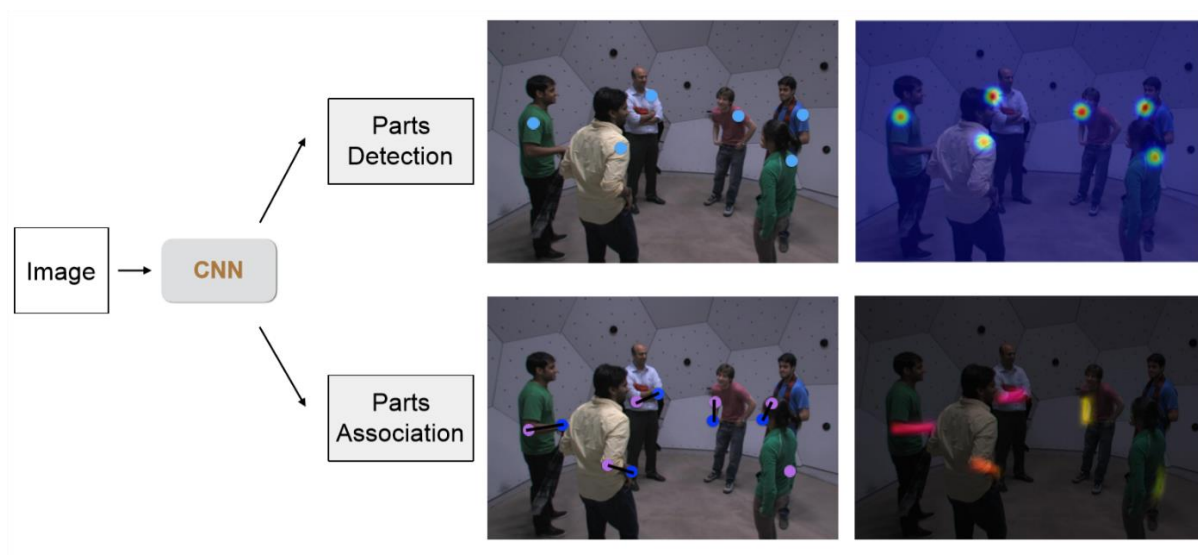 Image
CNN
Parts
Detection
Parts
Association